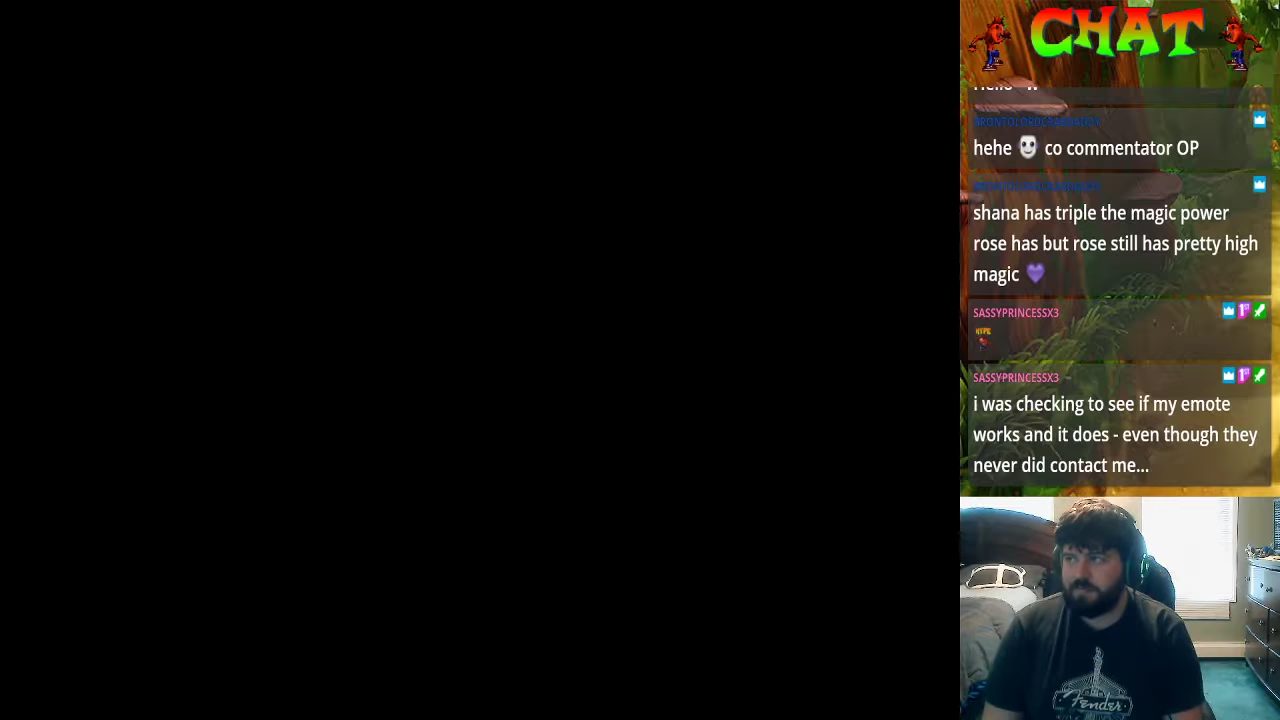 CHAT
hehe co commentator OP
shana has triple the magic power
rose has but rose still has pretty high
magic
SASSYPRINCESSX3
HYPE
SASSYPRINCESSX3
i was checking to see if my emote
works and it does - even though they
never did contact me...
Fender